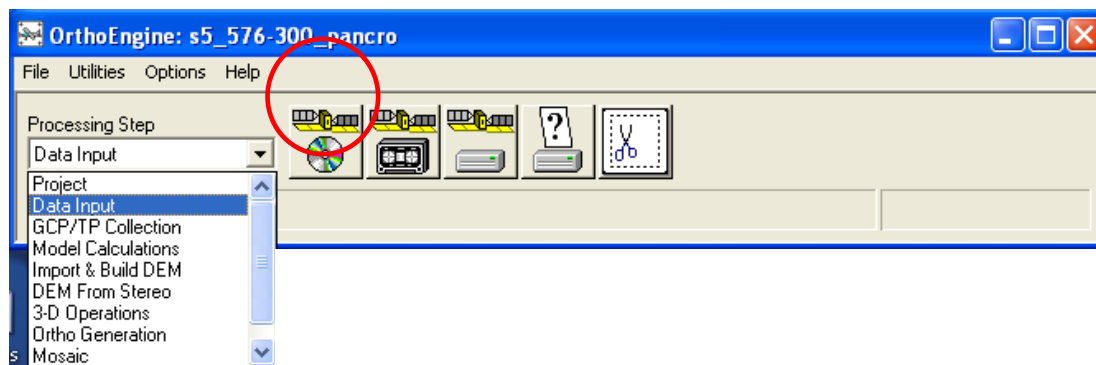 OrthoEngine: s5_576-300_pancro
File Utilities Options Help
Processing Step
Data Input
?
Project
Data Input
GCP/TP Collection
Model Calculations
Import & Build DEM
DEM From Stereo
3-D Operations
Ortho Generation
s Mosaic